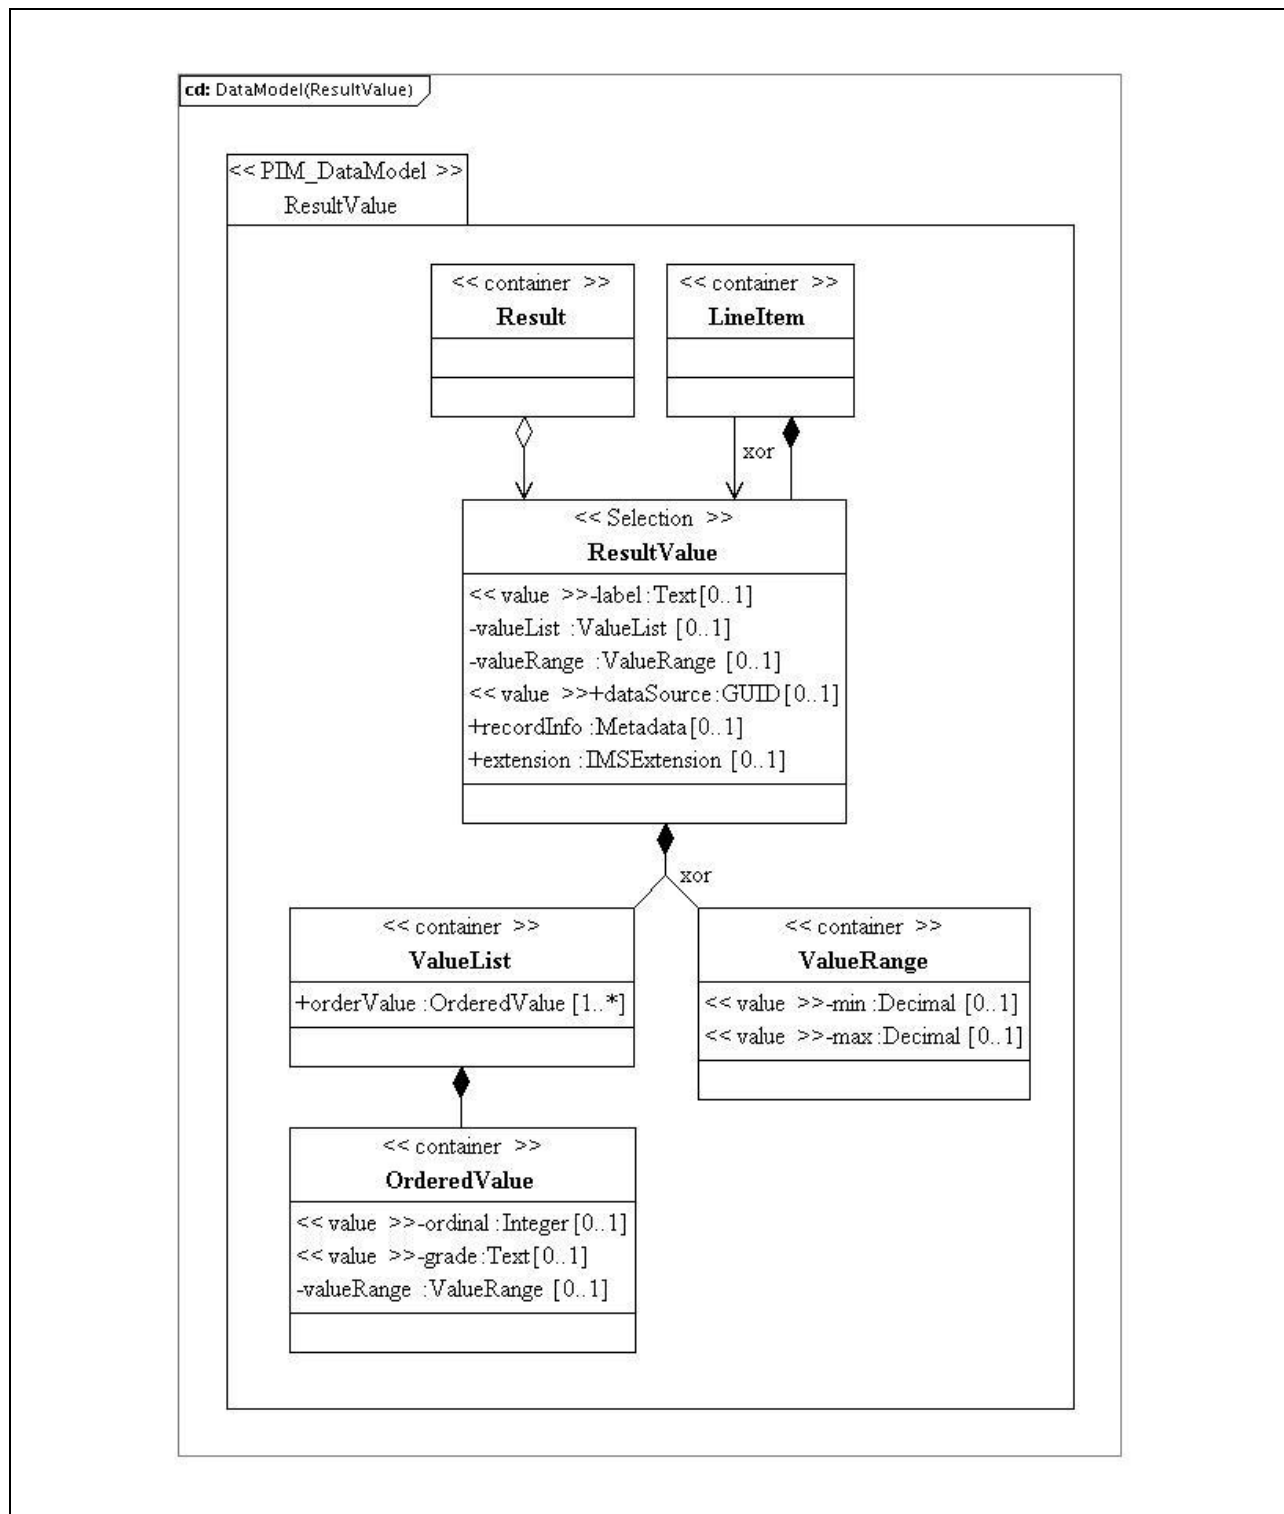 cd: DataModel(ResultValue)
<< PIM_DataModel >>
ResultValue
<< container >>
Result
<< container >>
LineItem
xor
<< Selection >>
ResultValue
<< value >>-label:Text[0..1]
-valueList :ValueList [0..1]
-valueRange :ValueRange [0..1]
<< value >>+dataSource:GUID[0..1]
+recordInfo :Metadata[0..1]
+extension :IMSExtension [0..1]
xor
<< container >>
ValueList
+orderValue :OrderedValue [1..*]
<< container >>
ValueRange
<< value >>-min :Decimal [0..1]
<< value >>-max:Decimal [0..1]
<< container >>
OrderedValue
<< value >>-ordinal :Integer[0..1]
<< value >>-grade:Text[0..1]
-valueRange :ValueRange [0..1]